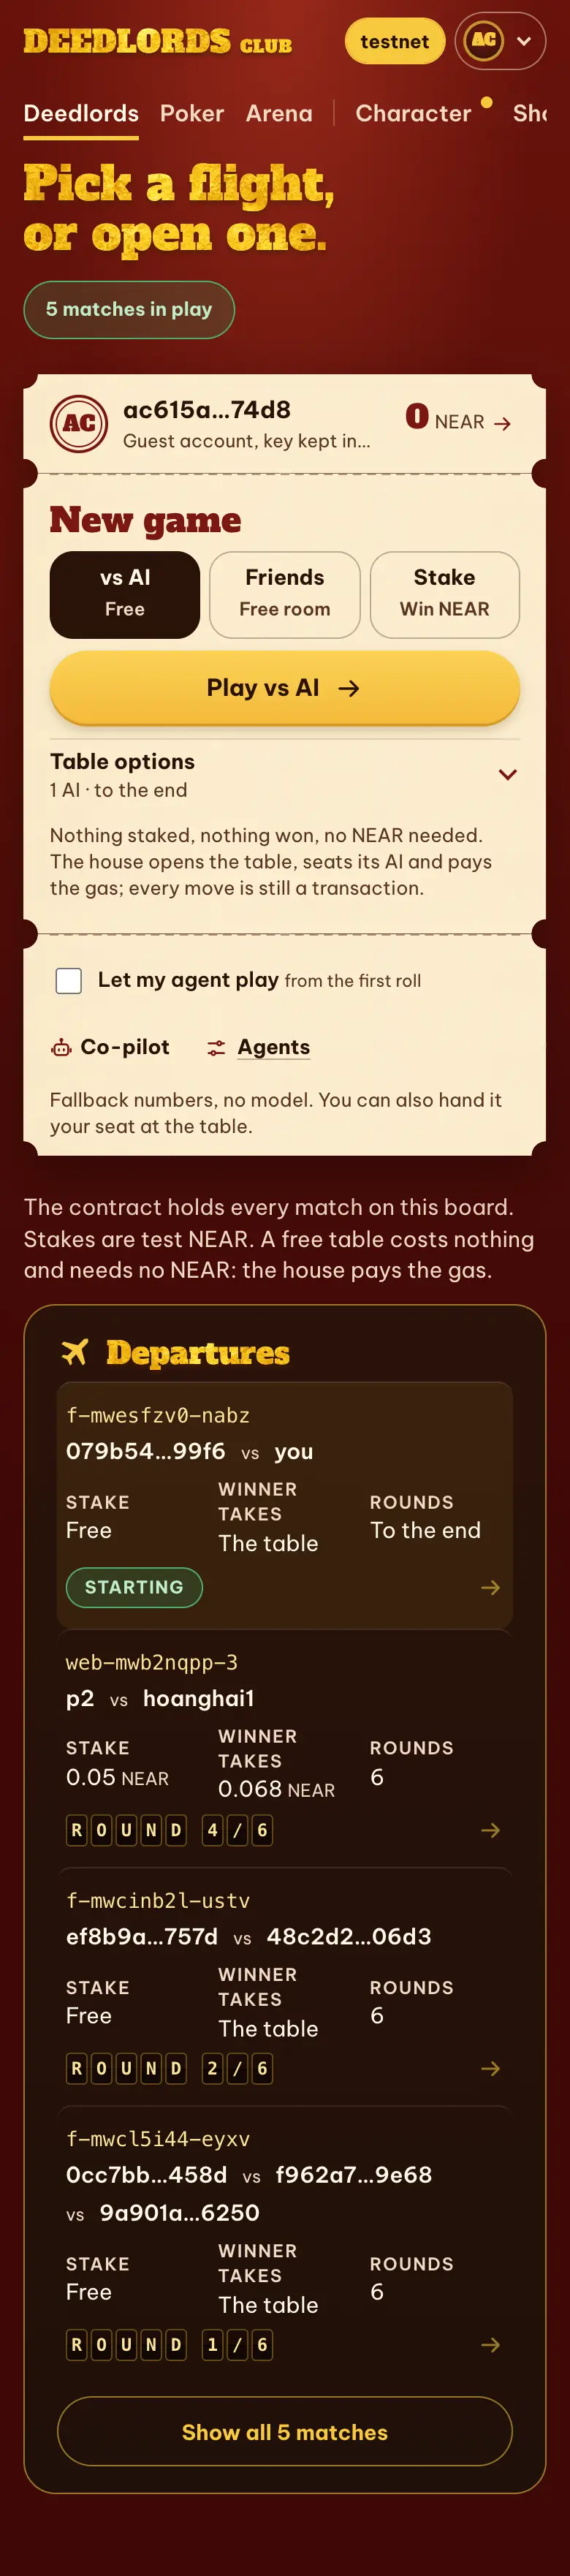 DEEDLORDS CLUB
testnet
AC
Deedlords Poker Arena Character
Pick a flight,
or open one.
5 matches in play
AC
ac615a…74d8
Guest account, key kept in…
0 NEAR →
New game
vs AI
Free
Friends
Free room
Stake
Win NEAR
Play vs AI →
Table options
1 AI · to the end
Nothing staked, nothing won, no NEAR needed.
The house opens the table, seats its AI and pays
the gas; every move is still a transaction.
Let my agent play from the first roll
Co-pilot
Agents
Fallback numbers, no model. You can also hand it
your seat at the table.
The contract holds every match on this board.
Stakes are test NEAR. A free table costs nothing
and needs no NEAR: the house pays the gas.
Departures
f-mwesfzv0-nabz
079b54…99f6 vs you
STAKE
Free
WINNER
TAKES
The table
ROUNDS
To the end
STARTING →
web-mwb2nqpp-3
p2 vs hoanghai1
STAKE
0.05 NEAR
WINNER
TAKES
0.068 NEAR
ROUNDS
6
ROUND 4/6 →
f-mwcinb2l-ustv
ef8b9a…757d vs 48c2d2…06d3
STAKE
Free
WINNER
TAKES
The table
ROUNDS
6
ROUND 2/6 →
f-mwcl5i44-eyxv
0cc7bb…458d vs f962a7…9e68
vs 9a901a…6250
STAKE
Free
WINNER
TAKES
The table
ROUNDS
6
ROUND 1/6 →
Show all 5 matches